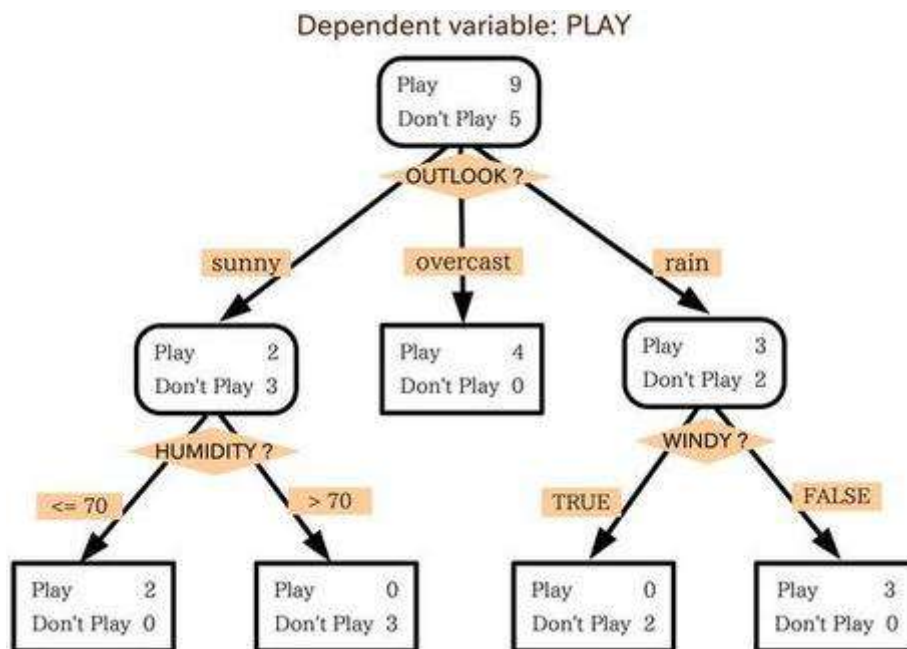 Dependent variable: PLAY
Play 9
Don't Play 5
OUTLOOK ?
sunny
overcast
rain
Play 2
Don't Play 3
Play 4
Don't Play 0
Play 3
Don't Play 2
HUMIDITY ?
WINDY ?
<= 70
> 70
TRUE
FALSE
Play 2
Don't Play 0
Play 0
Don't Play 3
Play 0
Don't Play 2
Play 3
Don't Play 0